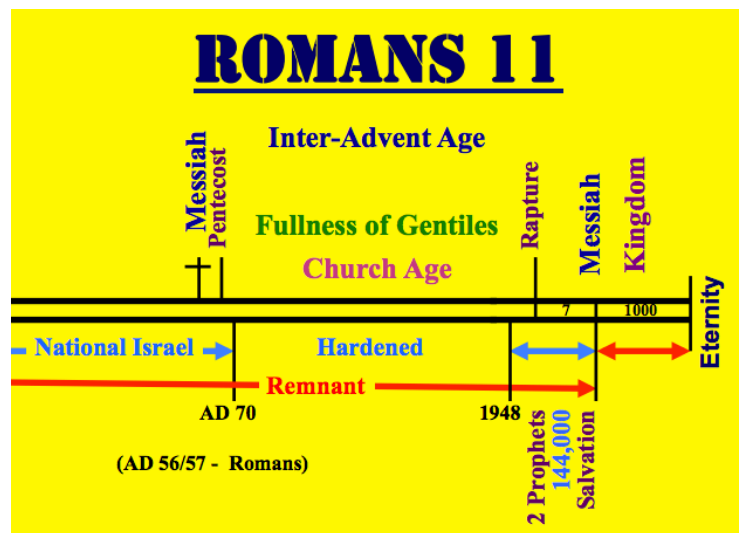 ROMANS 11
Inter-Advent Age
Messiah
Pentecost
Fullness of Gentiles
Church Age
Rapture
Messiah
Kingdom
7
1000
Eternity
National Israel
Hardened
Remnant
AD 70
1948
(AD 56/57 - Romans)
2 Prophets
144,000
Salvation